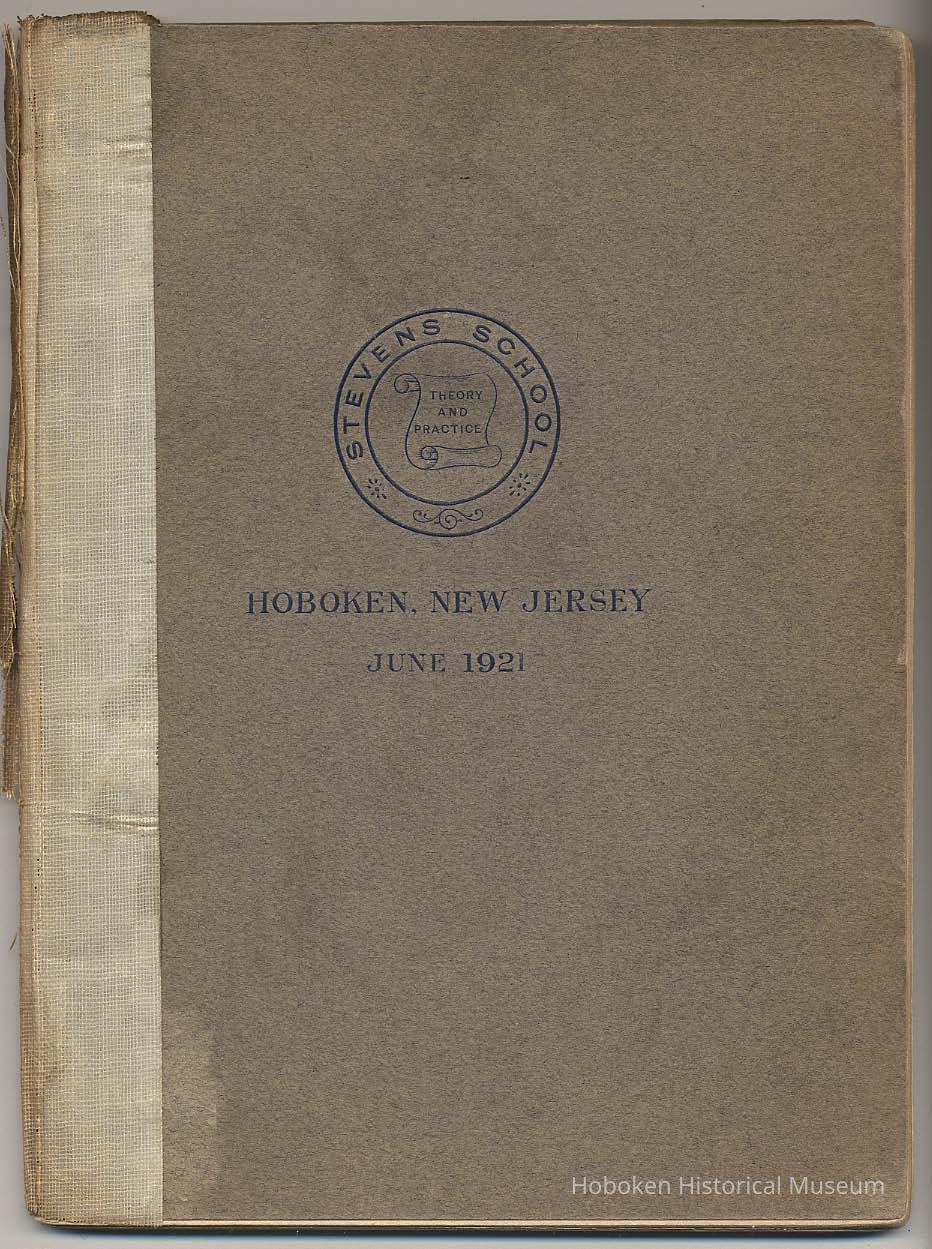 STEVENS SCHOOL
THEORY
AND
PRACTICE
HOBOKEN, NEW JERSEY
JUNE 1921
Hoboken Historical Museum